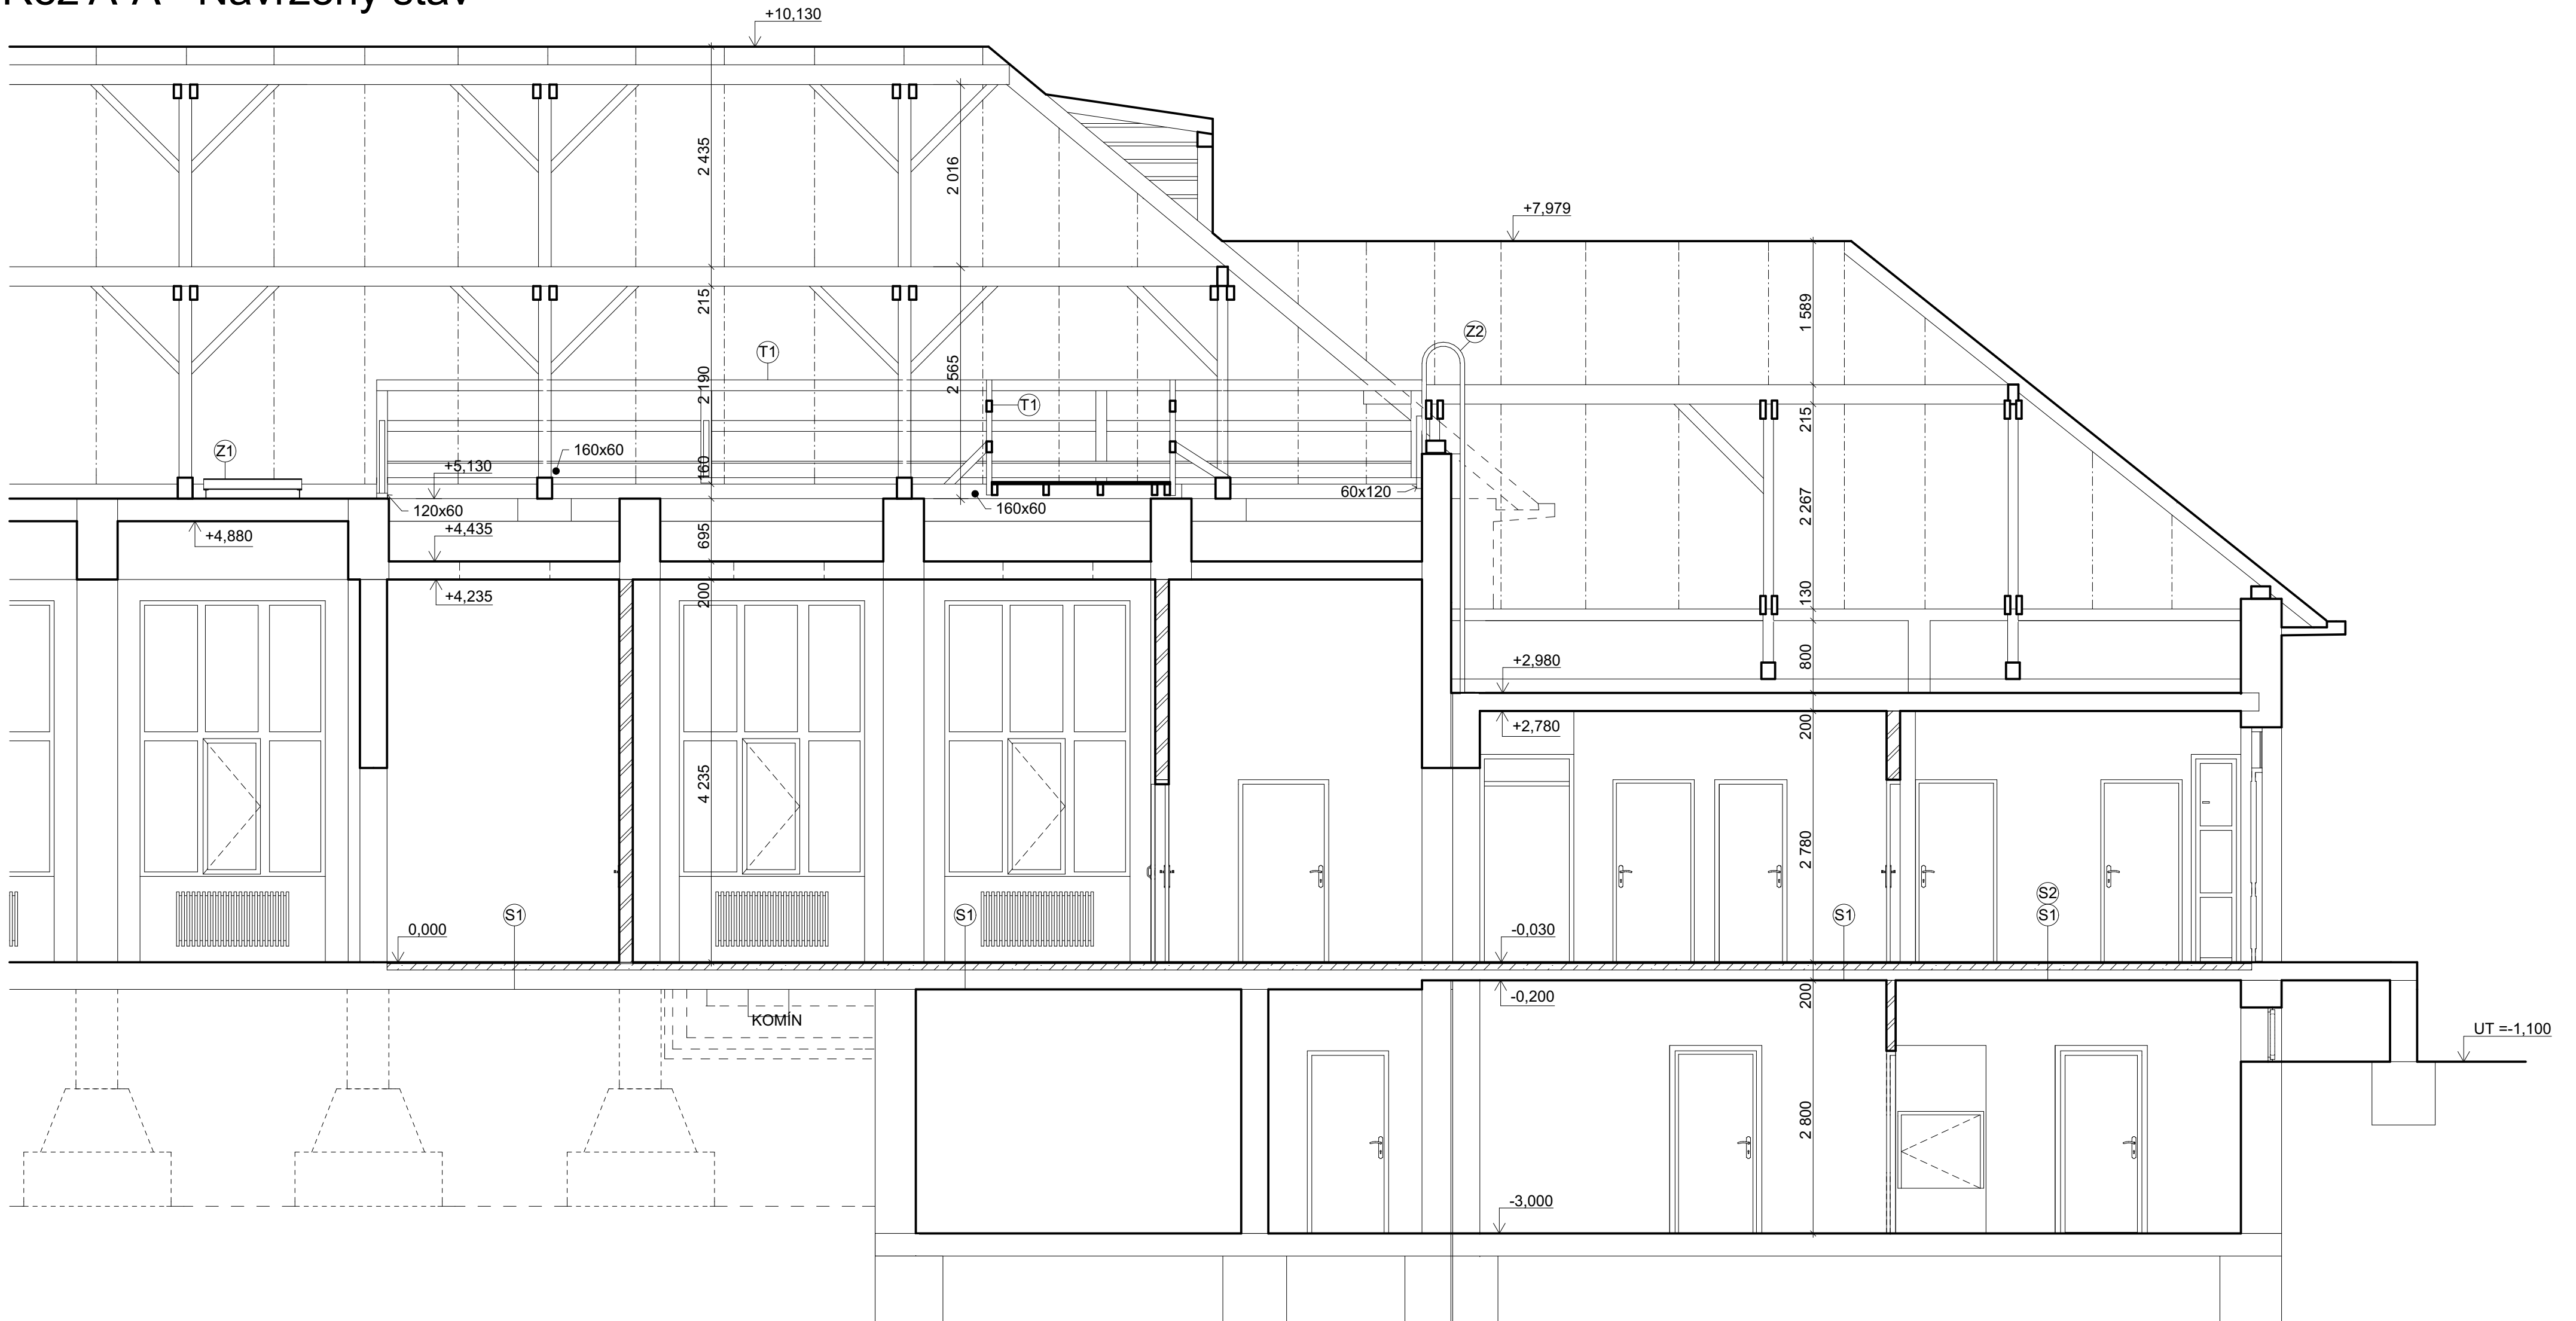 Řez A-A - Navržený stav
+10,130
+7,979
2 435
2 016
1 589
215
Z2
T1
2 565
2 190
T1
215
Z1
160x60
+5,130
160
60x120
120x60
160x60
2 267
+4,435
+4,880
695
+4,235
200
130
800
+2,980
+2,780
200
4 235
2 780
S2
S1
S1
S1
S1
0,000
-0,030
-0,200
200
KOMÍN
UT =-1,100
2 800
-3,000